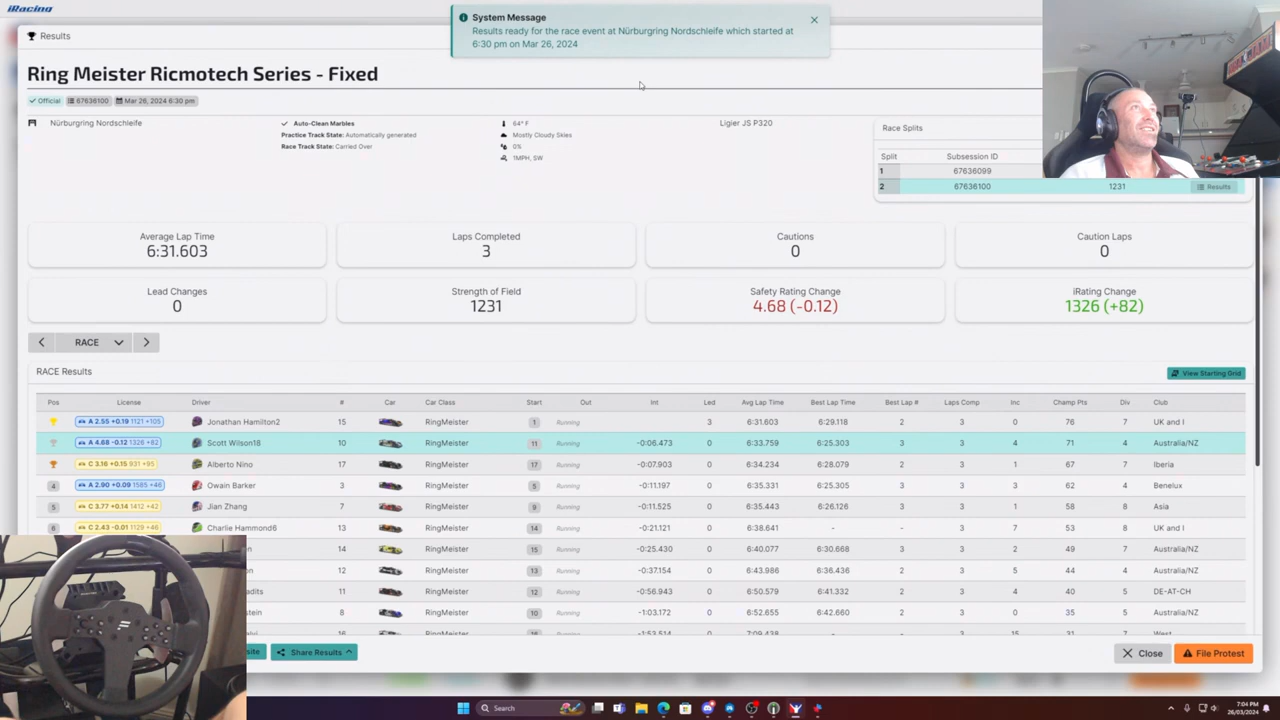 iRacing
System Message
Results ready for the race event at Nürburgring Nordschleife which started at
6:30 pm on Mar 26, 2024
Results
Ring Meister Ricmotech Series - Fixed
Official 67636100 Mar 26, 2024 6:30 pm
Nürburgring Nordschleife
Auto-Clean Marbles
Practice Track State: Automatically generated
Race Track State: Carried Over
64° F
Mostly Cloudy Skies
0%
1MPH, SW
Ligier JS P320
Race Splits
Split Subsession ID
1 67636099
2 67636100 1231 Results
Average Lap Time
6:31.603
Laps Completed
3
Cautions
0
Caution Laps
0
Lead Changes
0
Strength of Field
1231
Safety Rating Change
4.68 (-0.12)
iRating Change
1326 (+82)
RACE
RACE Results
View Starting Grid
Pos License Driver # Car Car Class Start Out Int Led Avg Lap Time Best Lap Time Best Lap # Laps Comp Inc Champ Pts Div Club
A 2.55 +0.19 1121 +105 Jonathan Hamilton2 15 RingMeister 1 Running 3 6:31.603 6:29.118 2 3 0 76 7 UK and I
A 4.68 -0.12 1326 +82 Scott Wilson18 10 RingMeister 11 Running -0:06.473 0 6:33.759 6:25.303 2 3 4 71 4 Australia/NZ
C 3.16 +0.15 931 +95 Alberto Nino 17 RingMeister 17 Running -0:07.903 0 6:34.234 6:28.079 2 3 1 67 7 Iberia
4 A 2.90 +0.09 1565 +46 Owain Barker 3 RingMeister 5 Running -0:11.197 0 6:35.331 6:25.305 3 3 3 62 4 Benelux
5 C 3.77 +0.14 1412 +42 Jian Zhang 7 RingMeister 9 Running -0:11.525 0 6:35.443 6:26.126 3 3 1 58 8 Asia
6 C 2.43 -0.01 1129 +46 Charlie Hammond6 13 RingMeister 14 Running -0:21.121 0 6:38.641 - - 3 7 53 8 UK and I
14 RingMeister 15 Running -0:25.430 0 6:40.077 6:30.668 3 3 2 49 7 Australia/NZ
12 RingMeister 13 Running -0:37.154 0 6:43.986 6:36.436 2 3 4 44 4 Australia/NZ
11 RingMeister 12 Running -0:56.943 0 6:50.579 6:41.332 2 3 4 40 5 DE-AT-CH
8 RingMeister 10 Running -1:03.172 0 6:52.655 6:42.660 2 3 0 35 5 Australia/NZ
Share Results
Close
File Protest
Search
7:04 PM
26/03/2024